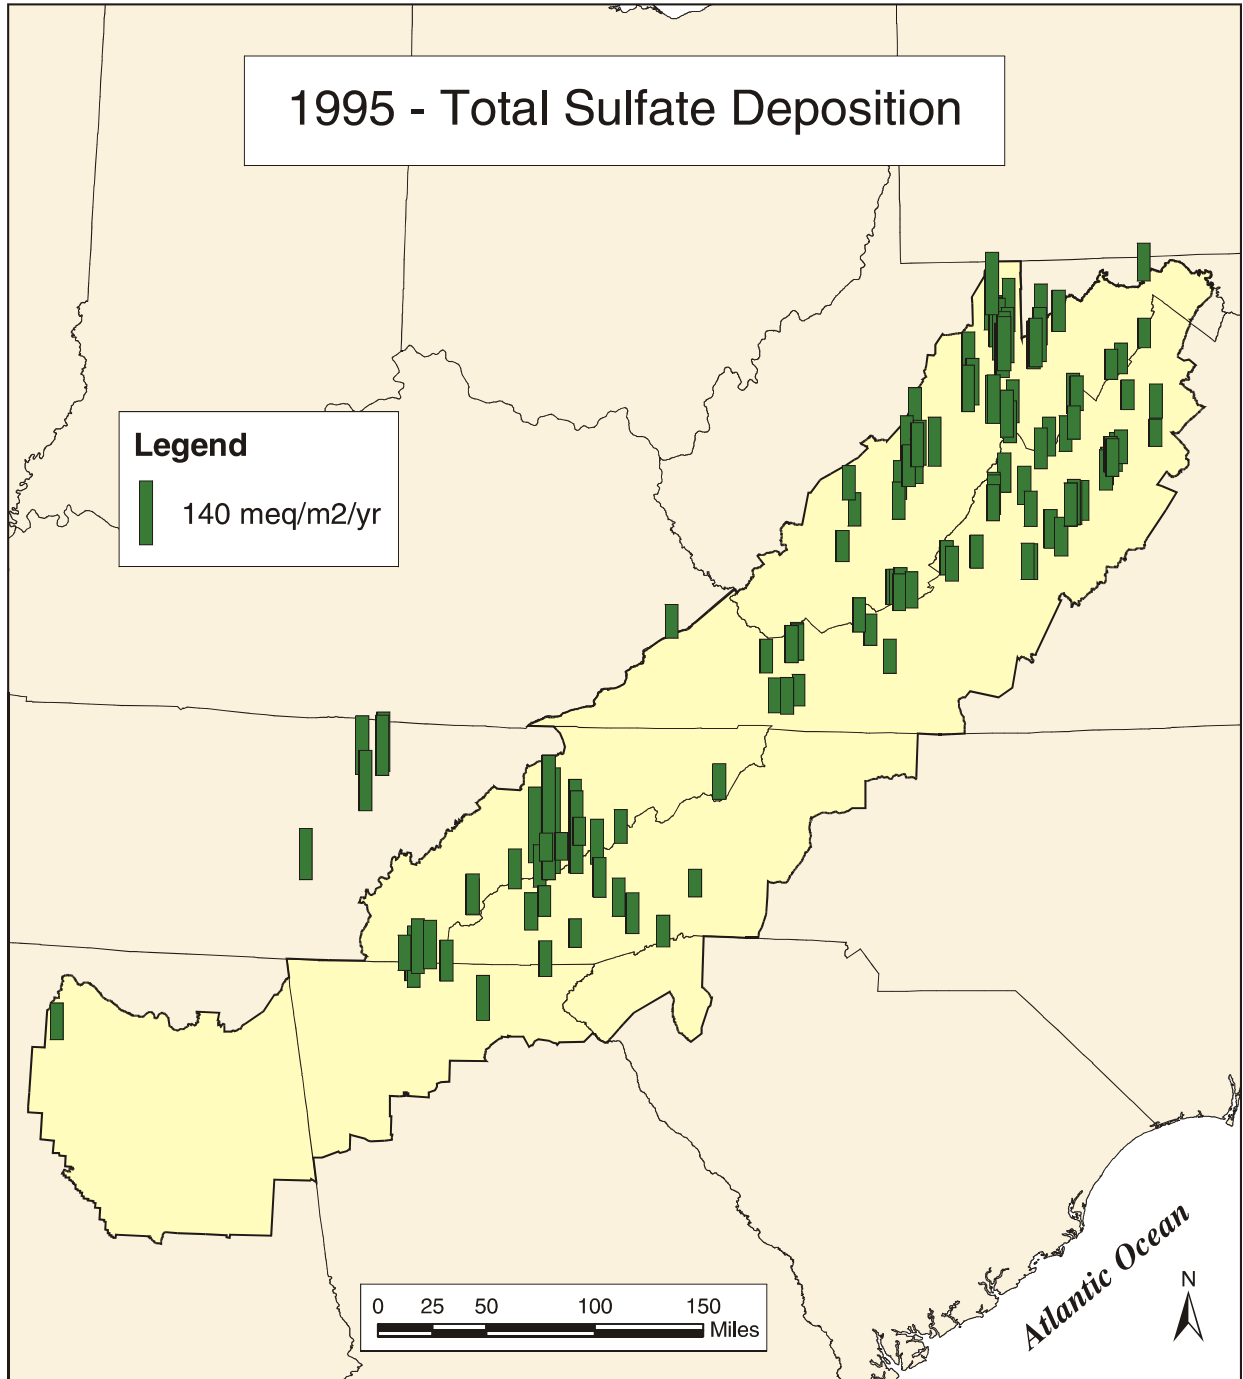 1995 - Total Sulfate Deposition
Legend
140 meq/m2/yr
0 25 50 100 150
Miles
Atlantic Ocean
N